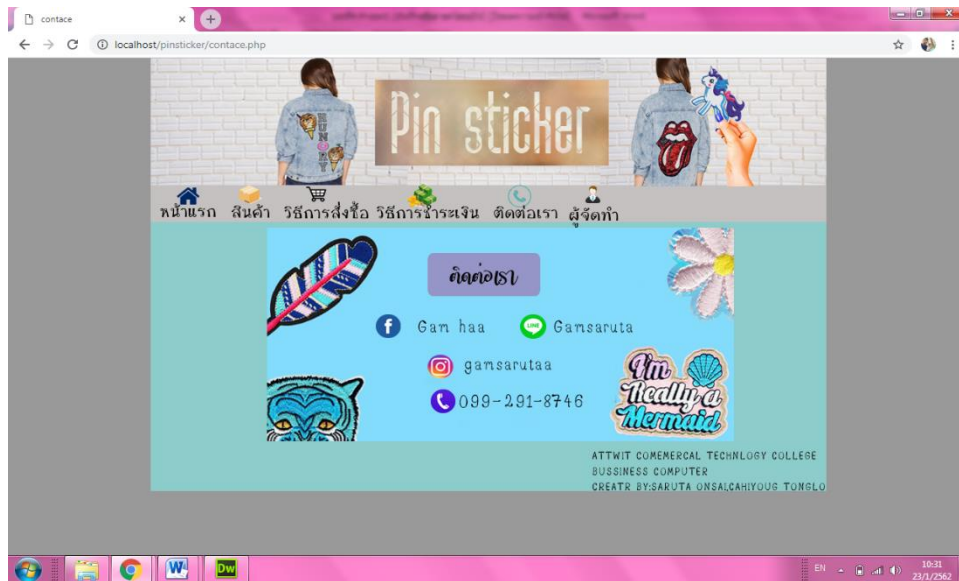 contace
localhost/pinsticker/contace.php
Pin sticker
RUNORE
หน้าแรก สินค้า วิธีการสั่งซื้อ วิธีการชำระเงิน ติดต่อเรา ผู้จัดทำ
ติดต่อเรา
Gam haa LINE Gamsaruta
gamsarutaa
099-291-8746
I'm
Really a
Mermaid
ATTWIT COMEMERCAL TECHNLOGY COLLEGE
BUSSINESS COMPUTER
CREATR BY:SARUTA ONSAI,CAHIYOUG TONGLO
W Dw EN 10:31
23/1/2562